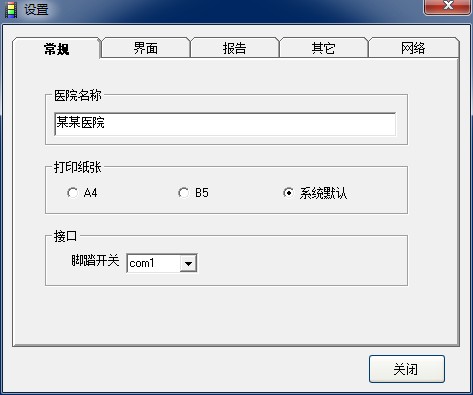 设置
常规 界面 报告 其它 网络
医院名称
某某医院
打印纸张
A4 B5 系统默认
接口
脚踏开关 com1
关闭